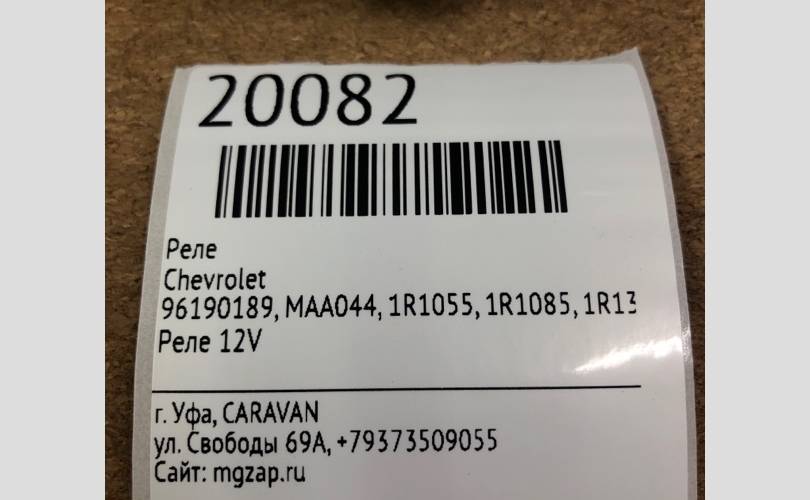 20082
Реле
Chevrolet
96190189, MAA044, 1R1055, 1R1085, 1R13
Реле 12V
г. Уфа, CARAVAN
ул. Свободы 69А, +79373509055
Сайт: mgzap.ru